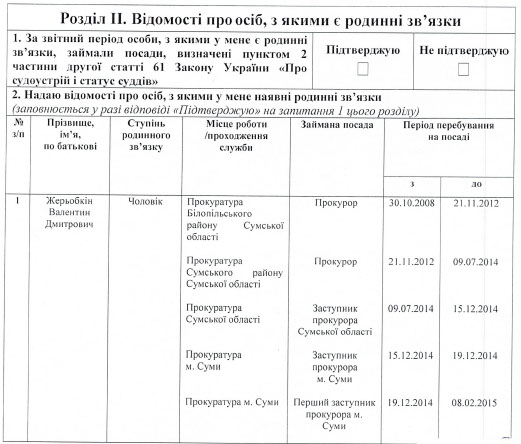 Розділ ІІ. Відомості про осіб, з якими є родинні зв’язки
1. За звітний період особи, з якими у мене є родинні
зв’язки, займали посади, визначені пунктом 2
частини другої статті 61 Закону України «Про
судоустрій і статус суддів»
Підтверджую
Не підтверджую
2. Надаю відомості про осіб, з якими у мене наявні родинні зв’язки
(заповнюється у разі відповіді «Підтверджую» на запитання 1 цього розділу)
№
з/п
Прізвище,
ім’я,
по батькові
Ступінь
родинного
зв’язку
Місце роботи
/проходження
служби
Займана посада
Період перебування
на посаді
з
до
1
Жерьобкін
Валентин
Дмитрович
Чоловік
Прокуратура
Білопільського
району Сумської
області
Прокурор
30.10.2008
21.11.2012
Прокуратура
Сумського району
Сумської області
Прокурор
21.11.2012
09.07.2014
Прокуратура
Сумської області
Заступник
прокурора
Сумської області
09.07.2014
15.12.2014
Прокуратура
м. Суми
Заступник
прокурора
м. Суми
15.12.2014
19.12.2014
Прокуратура м. Суми
Перший заступник
прокурора м.
Суми
19.12.2014
08.02.2015